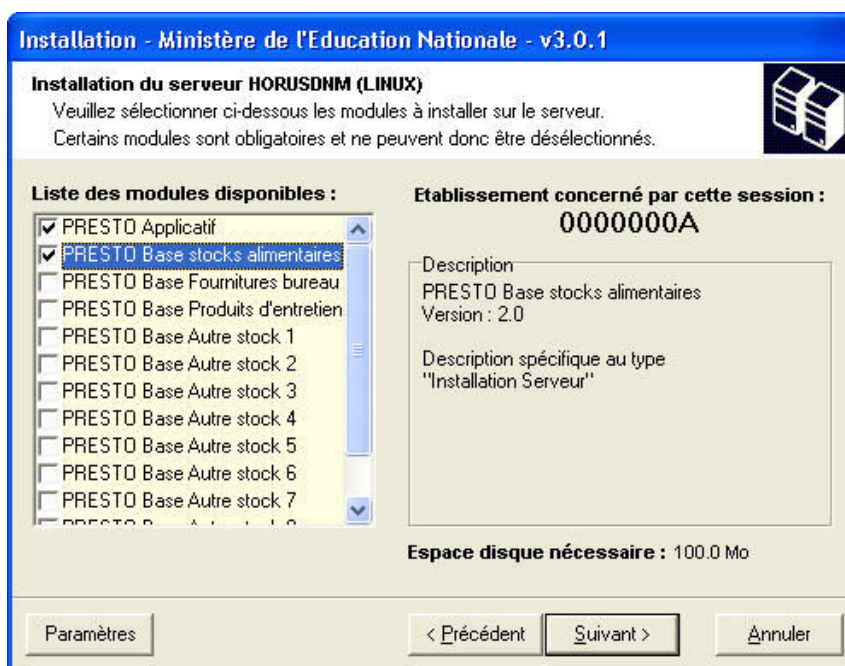 Installation - Ministère de l'Education Nationale - v3.0.1
Installation du serveur HORUSDNM (LINUX)
Veuillez sélectionner ci-dessous les modules à installer sur le serveur.
Certains modules sont obligatoires et ne peuvent donc être désélectionnés.
Liste des modules disponibles :
PRESTO Applicatif
PRESTO Base stocks alimentaires
PRESTO Base Fournitures bureau
PRESTO Base Produits d'entretien
PRESTO Base Autre stock 1
PRESTO Base Autre stock 2
PRESTO Base Autre stock 3
PRESTO Base Autre stock 4
PRESTO Base Autre stock 5
PRESTO Base Autre stock 6
PRESTO Base Autre stock 7
Etablissement concerné par cette session :
0000000A
Description
PRESTO Base stocks alimentaires
Version : 2.0
Description spécifique au type
"Installation Serveur"
Espace disque nécessaire : 100.0 Mo
Paramètres
< Précédent
Suivant >
Annuler